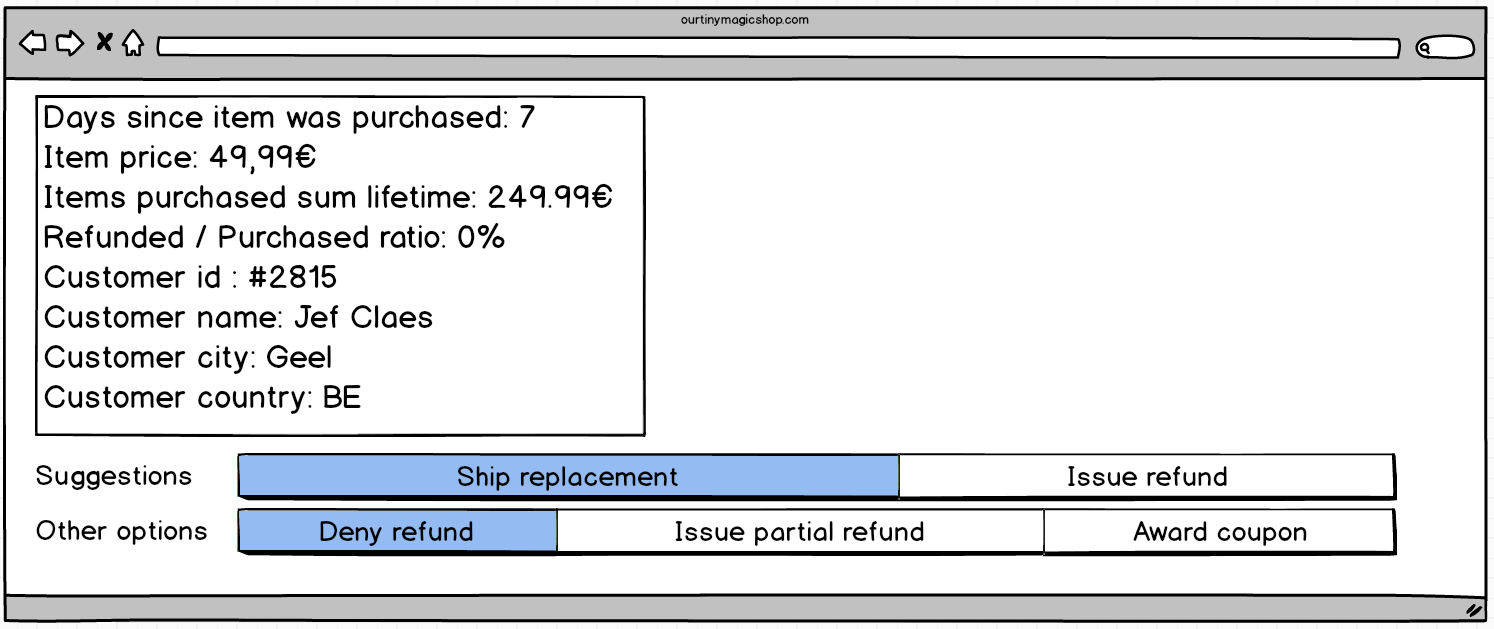 ourtinymagicshop.com
Days since item was purchased: 7
Item price: 49,99€
Items purchased sum lifetime: 249.99€
Refunded / Purchased ratio: 0%
Customer id : #2815
Customer name: Jef Claes
Customer city: Geel
Customer country: BE
Suggestions Ship replacement Issue refund
Other options Deny refund Issue partial refund Award coupon